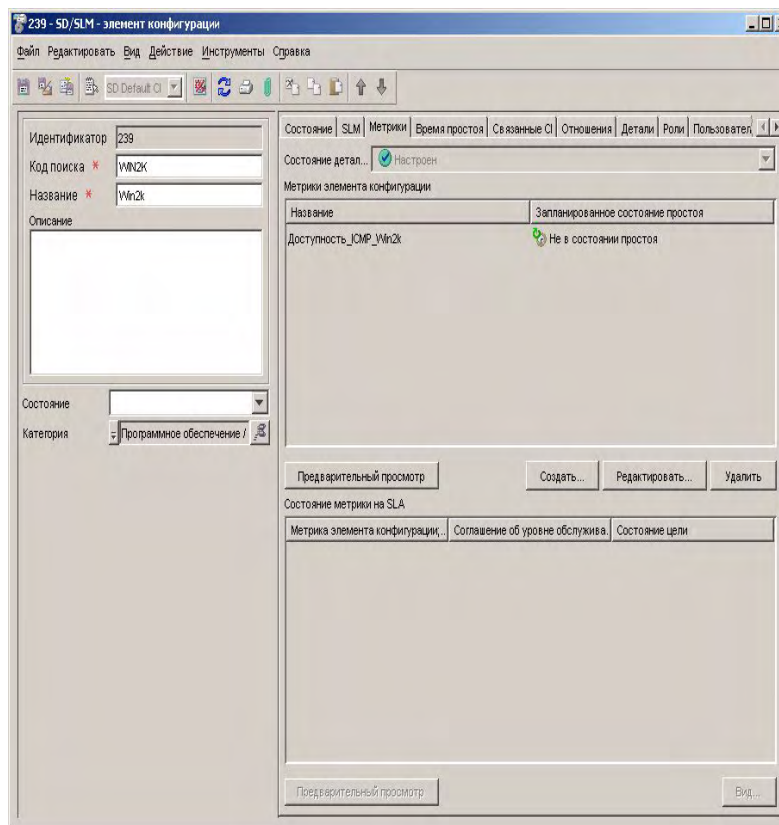 239 - SD/SLM - элемент конфигурации
Файл Редактировать Вид Действие Инструменты Справка
SD Default CI
Идентификатор 239
Код поиска * WIN2K
Название * Win2k
Описание
Состояние
Категория Программное обеспечение /
Состояние SLM Метрики Время простоя Связанные CI Отношения Детали Роли Пользовател
Состояние детал... Настроен
Метрики элемента конфигурации
Название Запланированное состояние простоя
Доступность_ICMP_Win2k Не в состоянии простоя
Предварительный просмотр Создать... Редактировать... Удалить
Состояние метрики на SLA
Метрика элемента конфигурации;.. Соглашение об уровне обслужива. Состояние цели
Предварительный просмотр Вид...